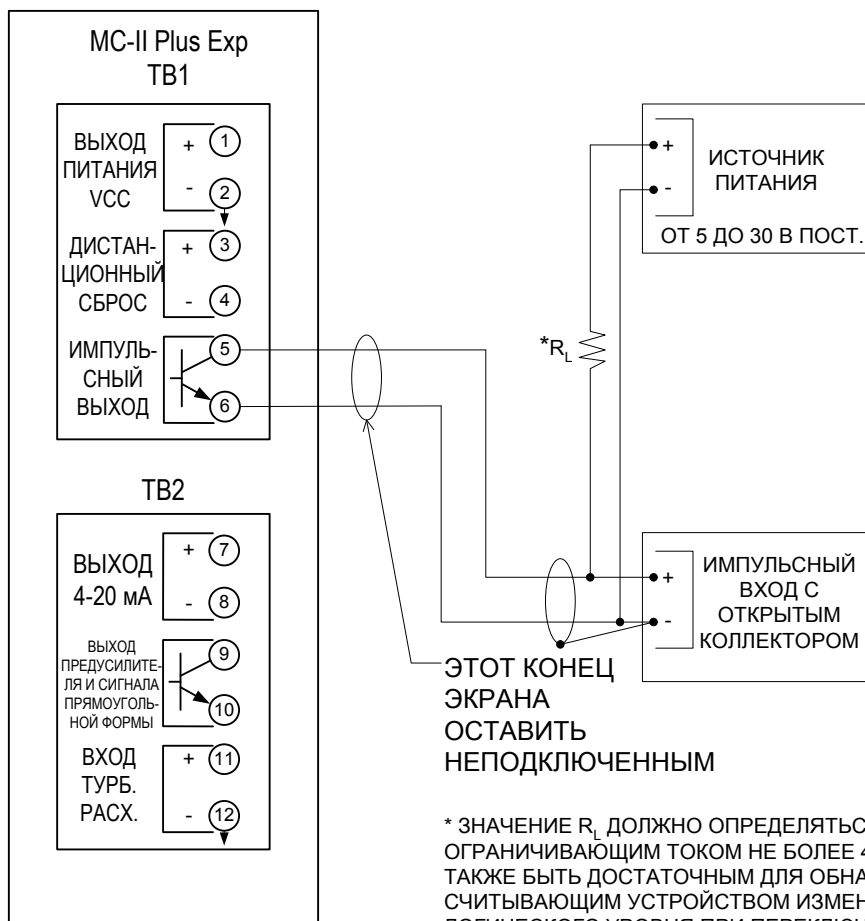 MC-II Plus Exp
TB1
ВЫХОД
ПИТАНИЯ
VCC
+ 1
- 2
ДИСТАН-
ЦИОННЫЙ
СБРОС
+ 3
- 4
ИМПУЛЬ-
СНЫЙ
ВЫХОД
5
6
TB2
ВЫХОД
4-20 мА
+ 7
- 8
ВЫХОД
ПРЕДУСИЛИТЕ-
ЛЯ И СИГНАЛА
ПРЯМОУГОЛЬ-
НОЙ ФОРМЫ
9
10
ВХОД
ТУРБ.
РАСХ.
+ 11
- 12
+
-
ИСТОЧНИК
ПИТАНИЯ
ОТ 5 ДО 30 В ПОСТ.
*RL
+
-
ИМПУЛЬСНЫЙ
ВХОД С
ОТКРЫТЫМ
КОЛЛЕКТОРОМ
ЭТОТ КОНЕЦ
ЭКРАНА
ОСТАВИТЬ
НЕПОДКЛЮЧЕННЫМ
* ЗНАЧЕНИЕ RL ДОЛЖНО
ОГРАНИЧИВАЮЩИМ ТОКОМ НЕ БОЛЕЕ
ТАКЖЕ БЫТЬ ДОСТАТОЧНЫМ ДЛЯ
СЧИТЫВАЮЩИМ УСТРОЙСТВОМ